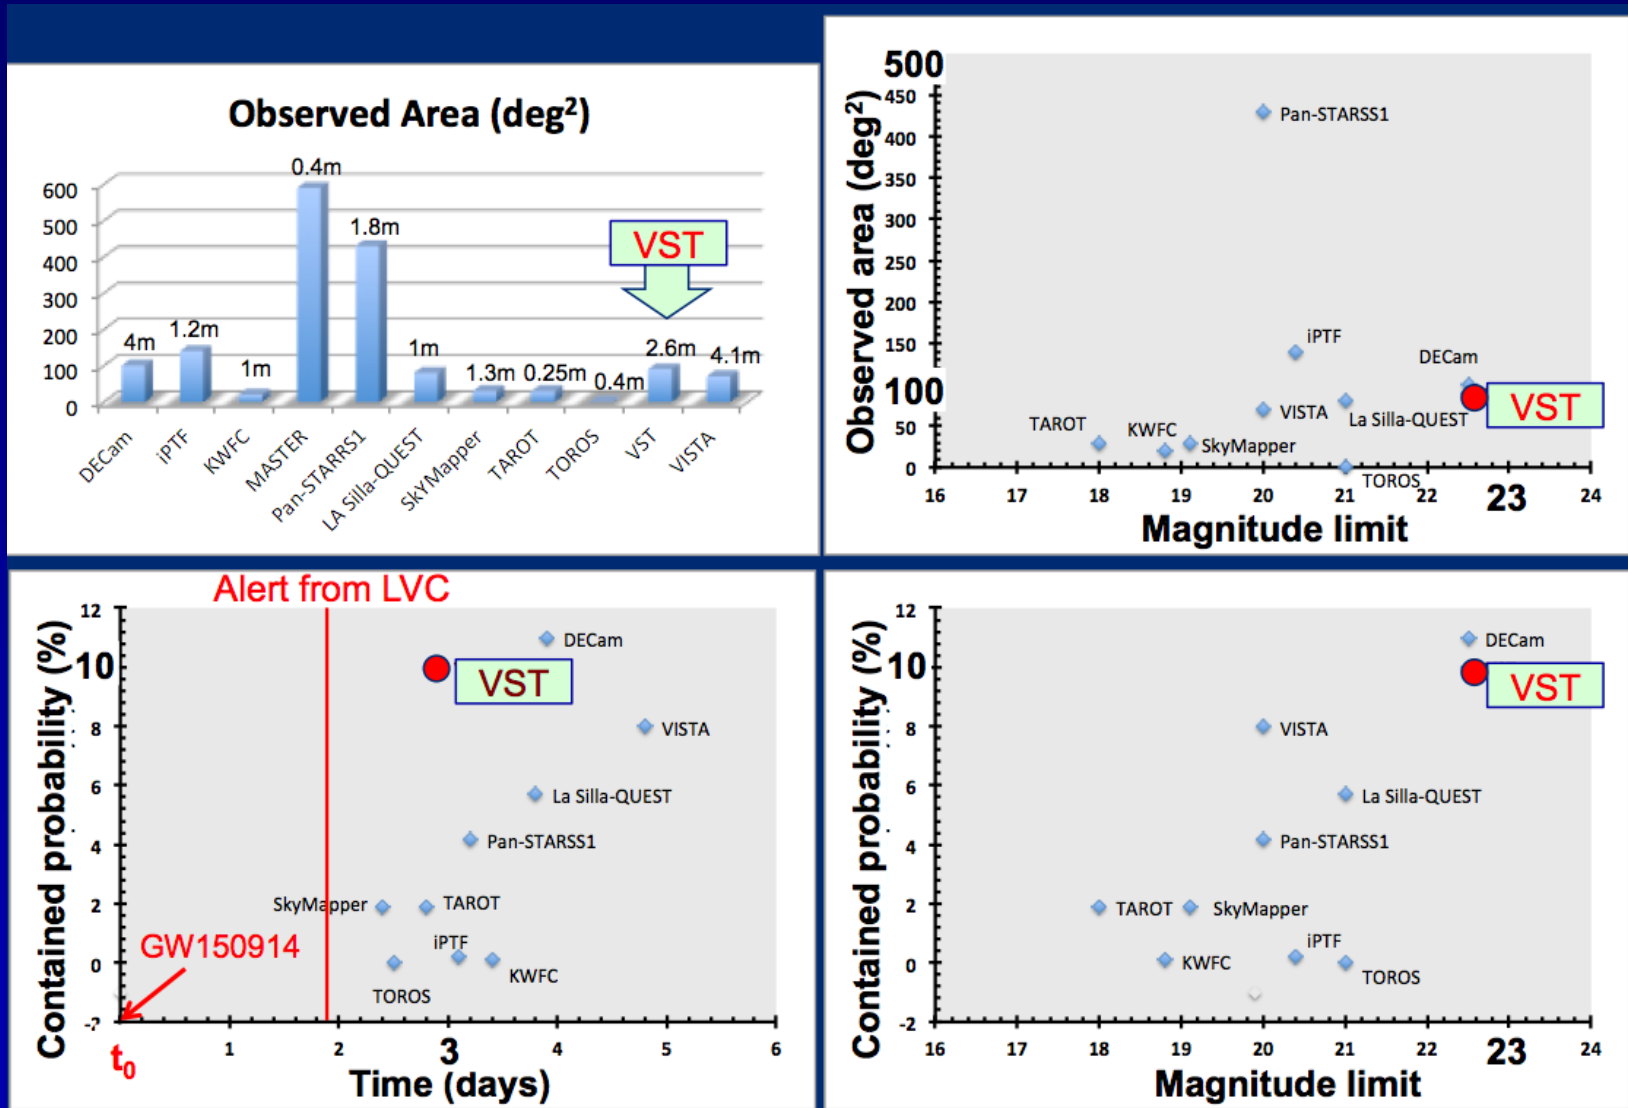 Observed Area (deg²)
600
500
400
300
200
100
0
4m
1.2m
1m
0.4m
1.8m
1m
1.3m
0.25m
0.4m
2.6m
4.1m
VST
DECam
iPTF
KWFC
MASTER
Pan-STARRS1
LA Silla-QUEST
SkYMapper
TAROT
TOROS
VST
VISTA
Observed area (deg²)
500
450
400
350
300
250
200
150
100
50
0
Pan-STARSS1
iPTF
DECam
VST
VISTA
La Silla-QUEST
TAROT
KWFC
SkyMapper
TOROS
16 17 18 19 20 21 22 23 24
Magnitude limit
Alert from LVC
Contained probability (%)
12
10
8
6
4
2
0
-2
DECam
VST
VISTA
La Silla-QUEST
Pan-STARSS1
SkyMapper
TAROT
GW150914
iPTF
KWFC
TOROS
t₀ 1 2 3 4 5 6
Time (days)
Contained probability (%)
12
10
8
6
4
2
0
-2
DECam
VST
VISTA
La Silla-QUEST
Pan-STARSS1
TAROT
SkyMapper
iPTF
KWFC
TOROS
16 17 18 19 20 21 22 23 24
Magnitude limit